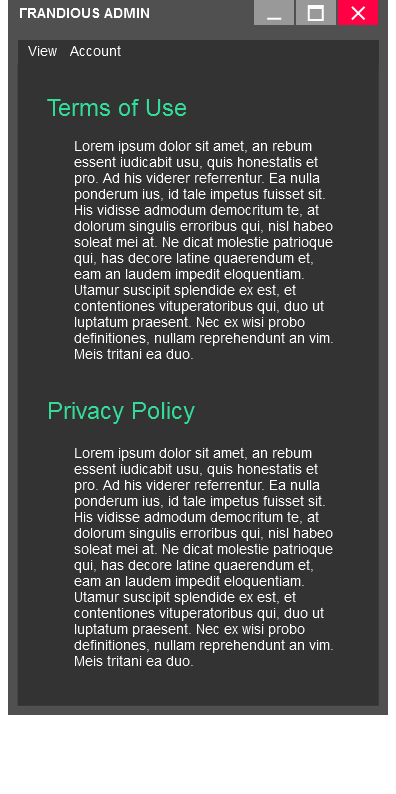 FRANDIOUS ADMIN
View Account
Terms of Use
Lorem ipsum dolor sit amet, an rebum
essent iudicabit usu, quis honestatis et
pro. Ad his viderer referrentur. Ea nulla
ponderum ius, id tale impetus fuisset sit.
His vidisse admodum democritum te, at
dolorum singulis erroribus qui, nisl habeo
soleat mei at. Ne dicat molestie patrioque
qui, has decore latine quaerendum et,
eam an laudem impedit eloquentiam.
Utamur suscipit splendide ex est, et
contentiones vituperatoribus qui, duo ut
luptatum praesent. Nec ex wisi probo
definitiones, nullam reprehendunt an vim.
Meis tritani ea duo.
Privacy Policy
Lorem ipsum dolor sit amet, an rebum
essent iudicabit usu, quis honestatis et
pro. Ad his viderer referrentur. Ea nulla
ponderum ius, id tale impetus fuisset sit.
His vidisse admodum democritum te, at
dolorum singulis erroribus qui, nisl habeo
soleat mei at. Ne dicat molestie patrioque
qui, has decore latine quaerendum et,
eam an laudem impedit eloquentiam.
Utamur suscipit splendide ex est, et
contentiones vituperatoribus qui, duo ut
luptatum praesent. Nec ex wisi probo
definitiones, nullam reprehendunt an vim.
Meis tritani ea duo.